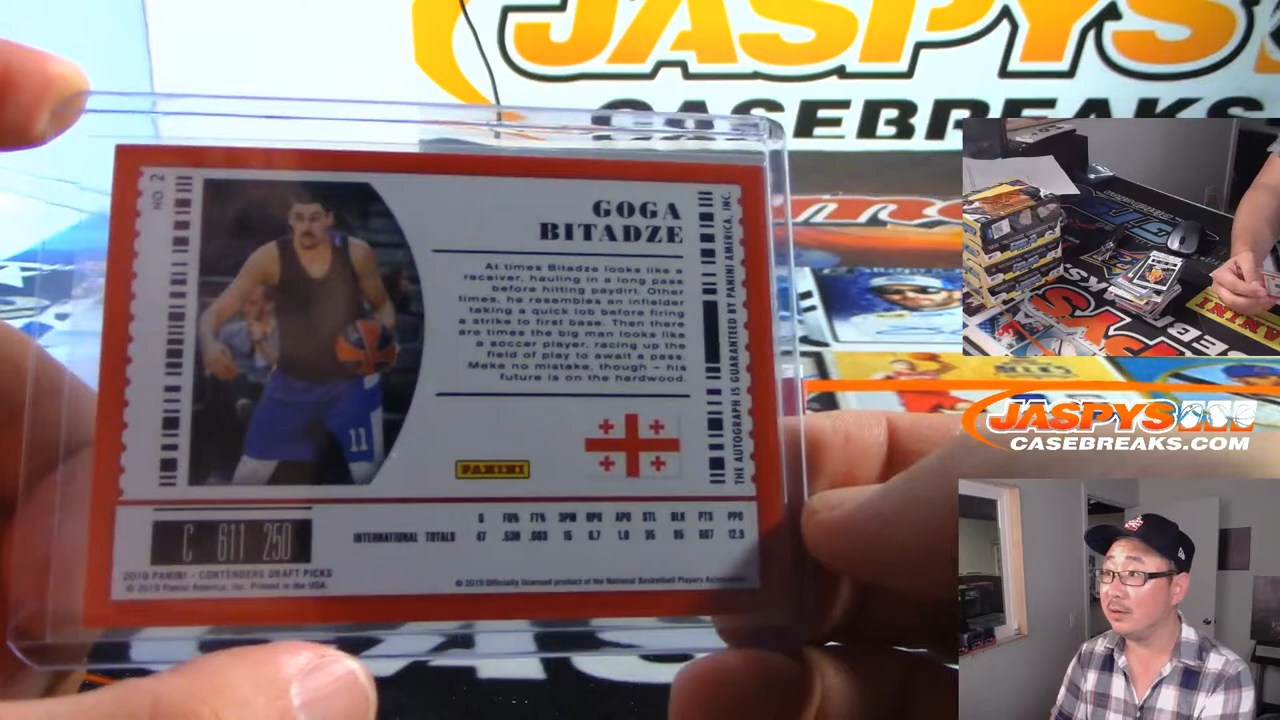 JASPYS
CASEBREAKS
NO. 2
GOGA
BITADZE
At times Bitadze looks like a
receiver, hauling in a long pass
before hitting paydirt. Other
times, he resembles an infielder
taking a quick lob before firing
a strike to first base. Then there
are times the big man looks like
a soccer player, racing up the
field of play to await a pass.
Make no mistake, though – his
future is on the hardwood.
THE AUTOGRAPH IS GUARANTEED BY PANINI AMERICA, INC.
11
PANINI
C 611 250
G FG% FT% 3PM RPG APG STL BLK PTS PPG
INTERNATIONAL TOTALS 47 15 6.7 1.0 95 607 12.9
2019 PANINI - CONTENDERS DRAFT PICKS
© 2019 Panini America, Inc. Printed in the USA.
© 2019 Officially licensed product of the National Basketball Players Association
PANINI
JASPYS
CASEBREAKS.COM